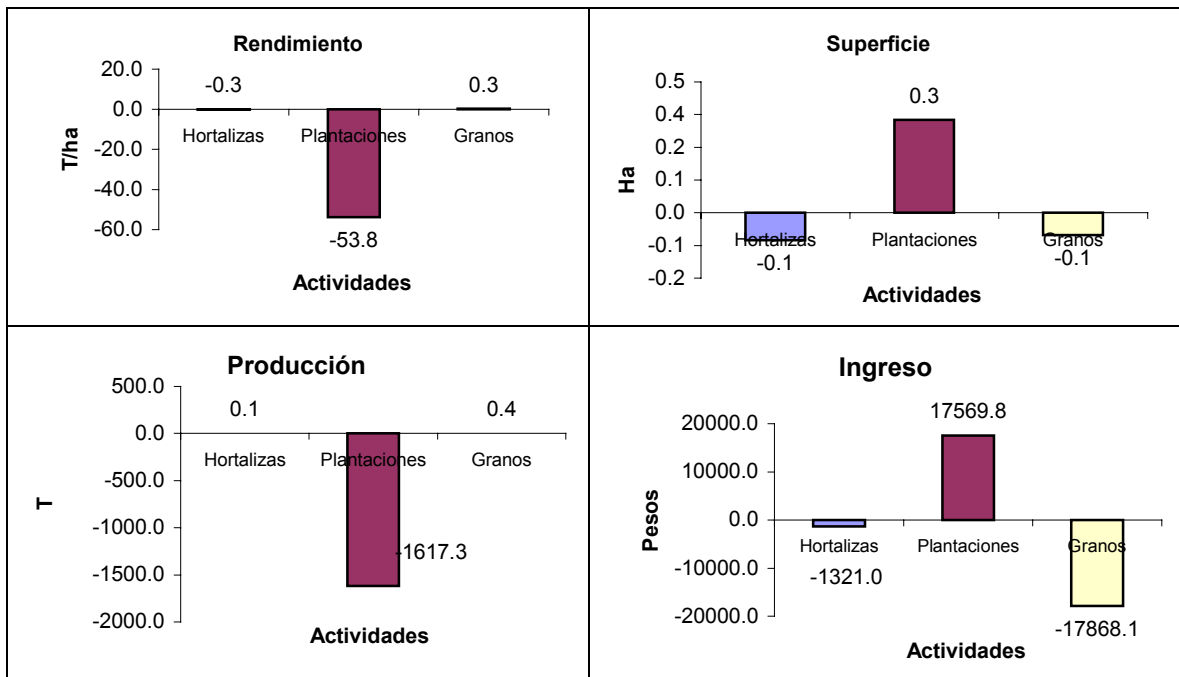 Rendimiento
20.0
0.0
-20.0
-40.0
-60.0
T/ha
-0.3
0.3
Hortalizas Plantaciones Granos
-53.8
Actividades
Superficie
0.5
0.4
0.2
0.1
0.0
-0.1
-0.2
Ha
0.3
Hortalizas Plantaciones Granos
-0.1
-0.1
Actividades
Producción
500.0
0.0
-500.0
-1000.0
-1500.0
-2000.0
T
0.1
0.4
Hortalizas Plantaciones Granos
-1617.3
Actividades
Ingreso
20000.0
10000.0
0.0
-10000.0
-20000.0
Pesos
17569.8
Hortalizas Plantaciones Granos
-1321.0
-17868.1
Actividades